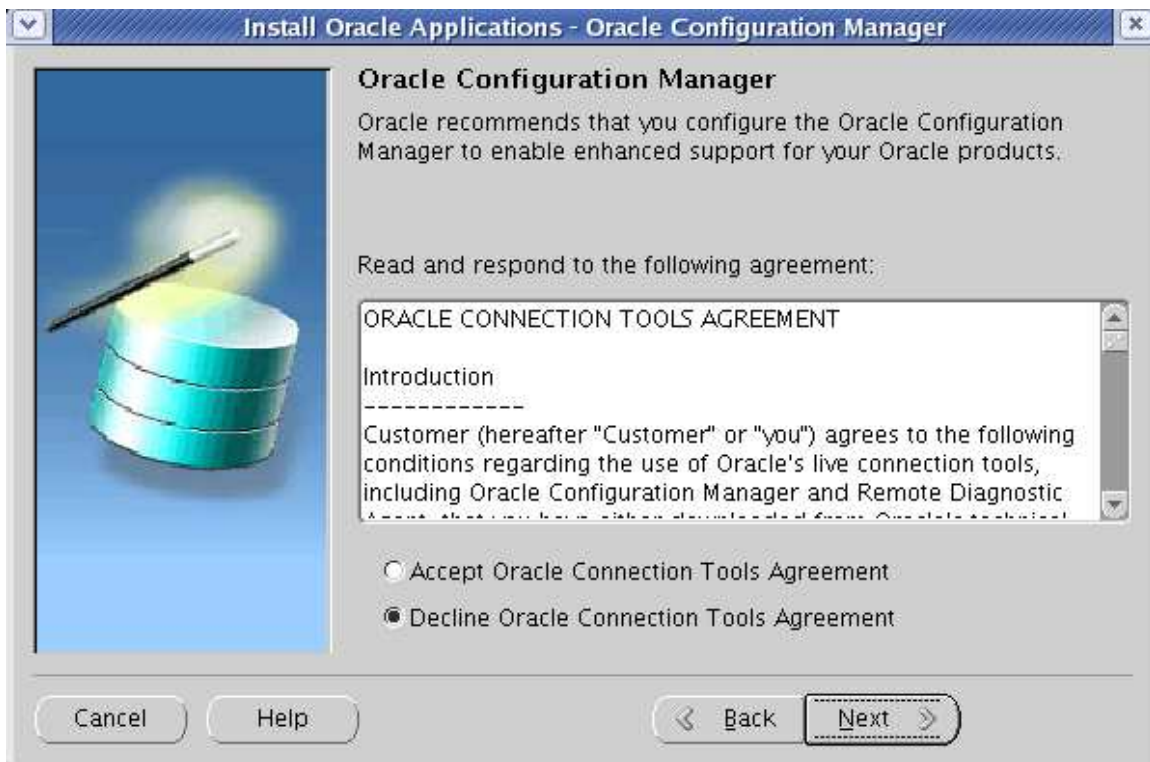 Install Oracle Applications - Oracle Configuration Manager
Oracle Configuration Manager
Oracle recommends that you configure the Oracle Configuration
Manager to enable enhanced support for your Oracle products.
Read and respond to the following agreement:
ORACLE CONNECTION TOOLS AGREEMENT
Introduction
------------
Customer (hereafter "Customer" or "you") agrees to the following
conditions regarding the use of Oracle's live connection tools,
including Oracle Configuration Manager and Remote Diagnostic
Accept Oracle Connection Tools Agreement
Decline Oracle Connection Tools Agreement
Cancel Help Back Next